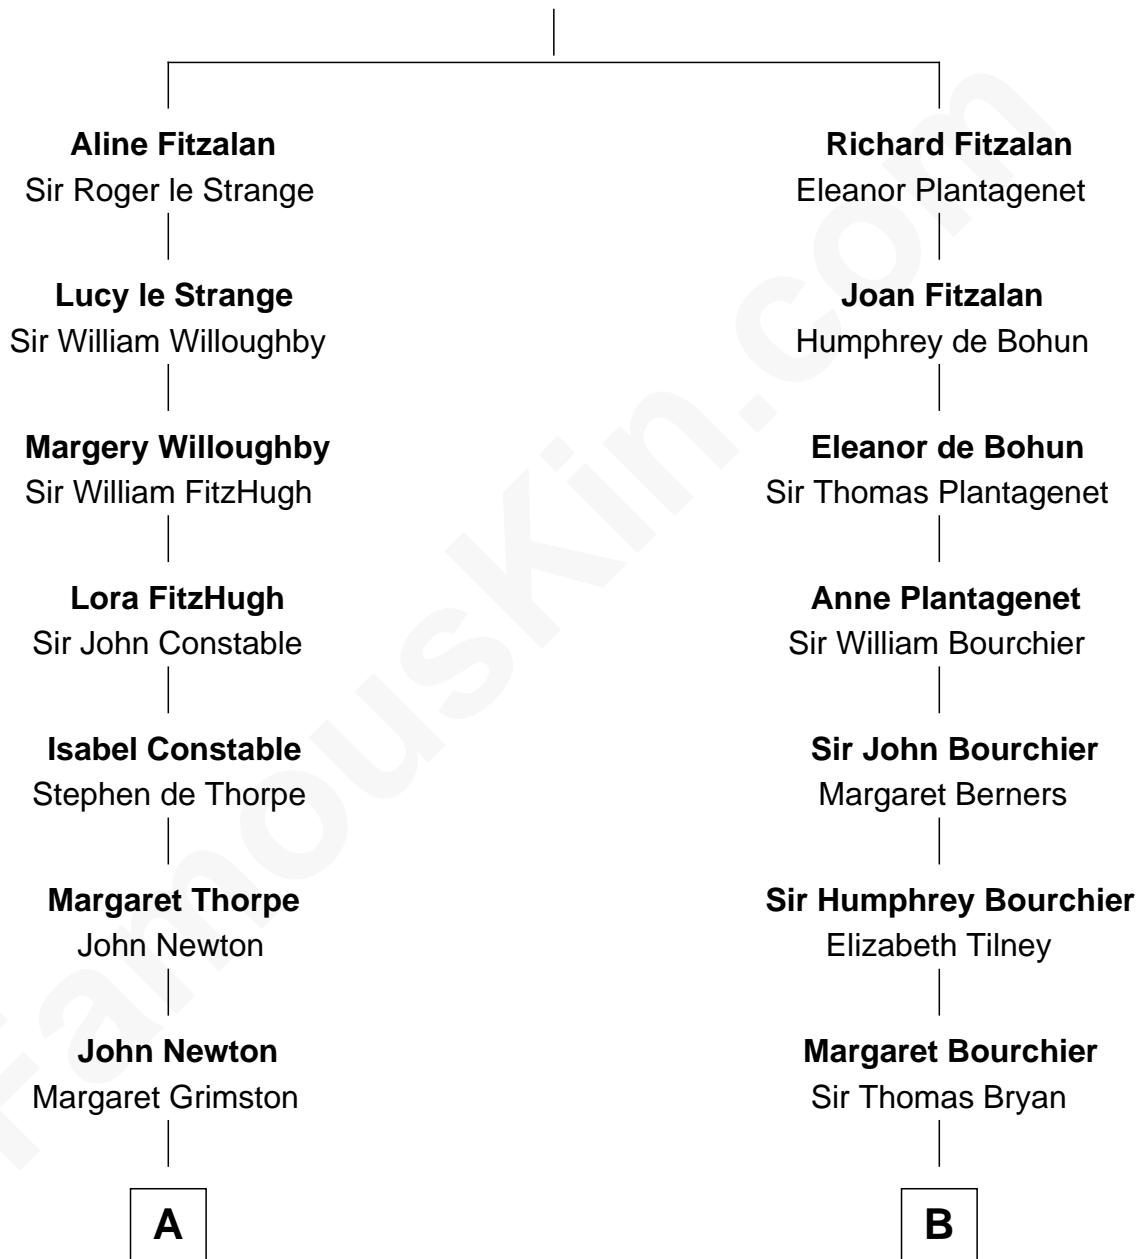 Aline Fitzalan
Sir Roger le Strange
Lucy le Strange
Sir William Willoughby
Margery Willoughby
Sir William FitzHugh
Lora FitzHugh
Sir John Constable
Isabel Constable
Stephen de Thorpe
Margaret Thorpe
John Newton
John Newton
Margaret Grimston
A
Richard Fitzalan
Eleanor Plantagenet
Joan Fitzalan
Humphrey de Bohun
Eleanor de Bohun
Sir Thomas Plantagenet
Anne Plantagenet
Sir William Bourchier
Sir John Bourchier
Margaret Berners
Sir Humphrey Bourchier
Elizabeth Tilney
Margaret Bourchier
Sir Thomas Bryan
B
FamousKin.com